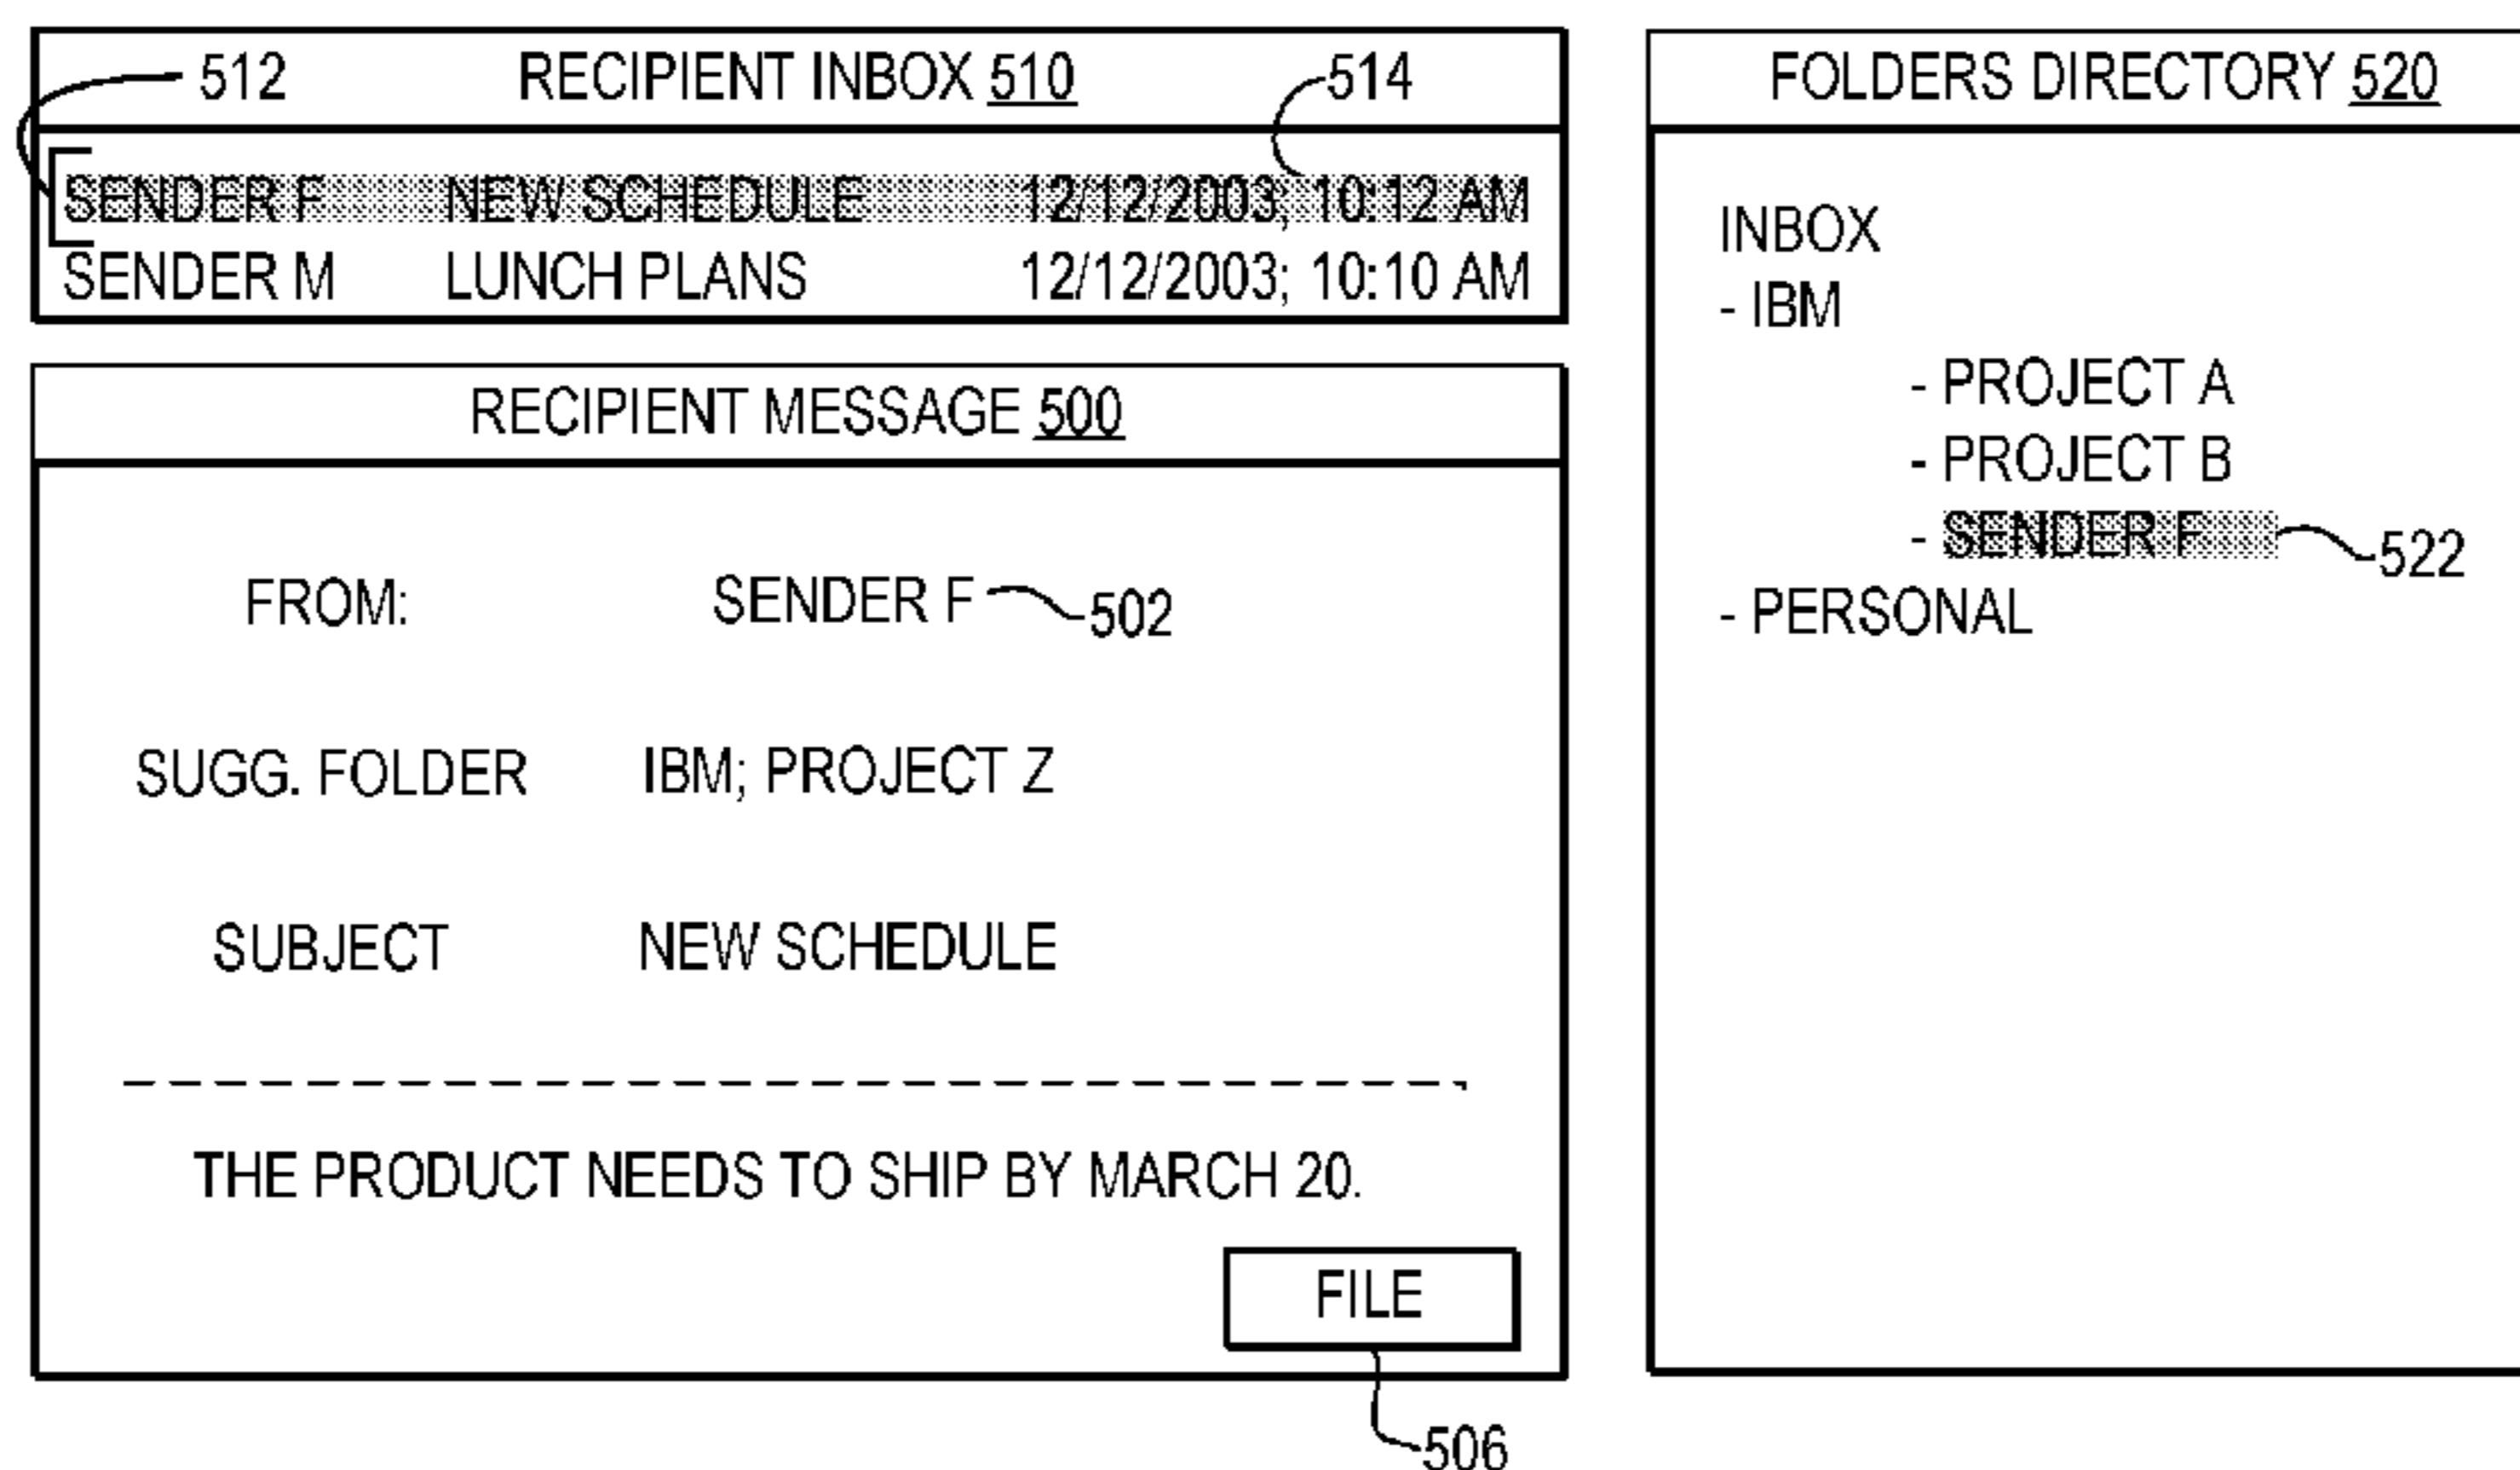 512 RECIPIENT INBOX 510 514
SENDER F NEW SCHEDULE 12/12/2003; 10:12 AM
SENDER M LUNCH PLANS 12/12/2003; 10:10 AM
RECIPIENT MESSAGE 500
FROM: SENDER F 502
SUGG. FOLDER IBM; PROJECT Z
SUBJECT NEW SCHEDULE
THE PRODUCT NEEDS TO SHIP BY MARCH 20.
FILE
506
FOLDERS DIRECTORY 520
INBOX
- IBM
- PROJECT A
- PROJECT B
- SENDER F 522
- PERSONAL